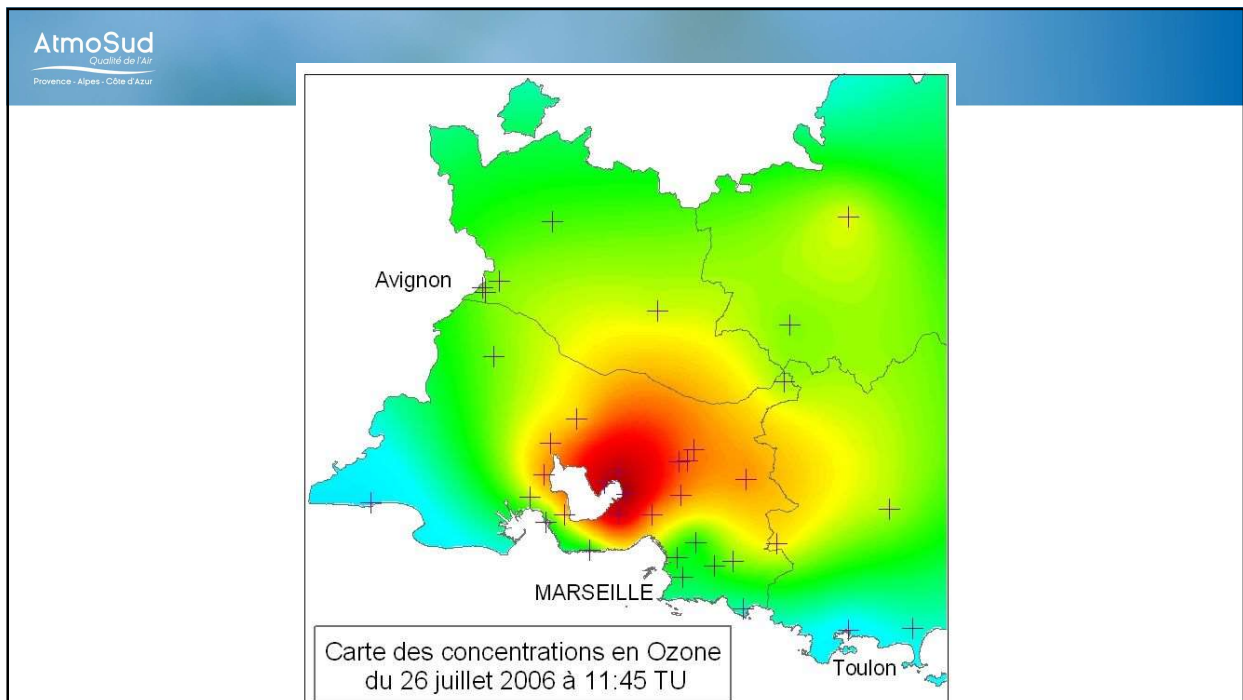 AtmoSud
Qualité de l'Air
Provence - Alpes - Côte d'Azur
Avignon
MARSEILLE
Toulon
Carte des concentrations en Ozone
du 26 juillet 2006 à 11:45 TU